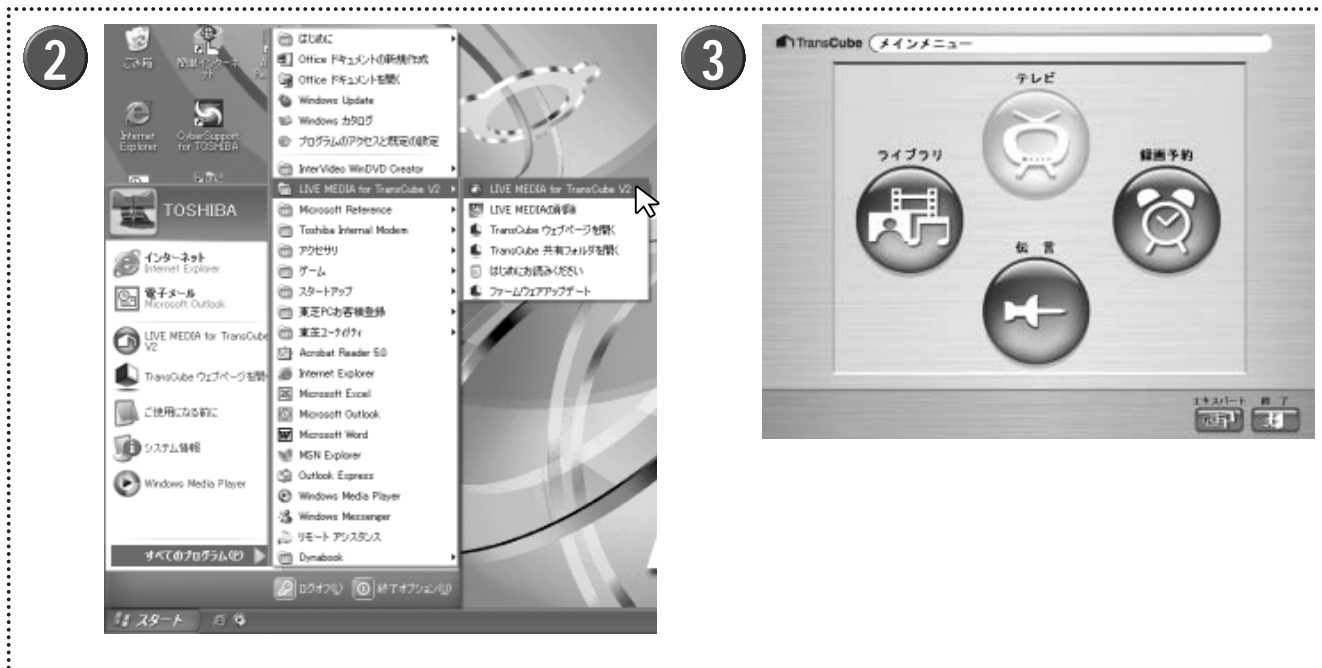 2
ごみ箱
簡単インターネット
Internet Explorer
CyberSupport for TOSHIBA
TOSHIBA
インターネット
Internet Explorer
電子メール
Microsoft Outlook
LIVE MEDIA for TransCube V2
TransCube ウェブページを開
ご使用になる前に
システム情報
Windows Media Player
すべてのプログラム(P)
はじめに
Office ドキュメントの新規作成
Office ドキュメントを開く
Windows Update
Windows カタログ
プログラムのアクセスと既定の設定
InterVideo WinDVD Creator
LIVE MEDIA for TransCube V2
Microsoft Reference
Toshiba Internal Modem
アクセサリ
ゲーム
スタートアップ
東芝PCお客様登録
東芝ユーティリティ
Acrobat Reader 5.0
Internet Explorer
Microsoft Excel
Microsoft Outlook
Microsoft Word
MSN Explorer
Outlook Express
Windows Media Player
Windows Messenger
リモート アシスタンス
Dynabook
LIVE MEDIA for TransCube V2
LIVE MEDIAの削除
TransCube ウェブページを開く
TransCube 共有フォルダを開く
はじめにお読みください
ファームウェアアップデート
ログオフ(L)
終了オプション(U)
スタート
3
TransCube メインメニュー
テレビ
ライブラリ
録画予約
伝言
エキスパート
終了